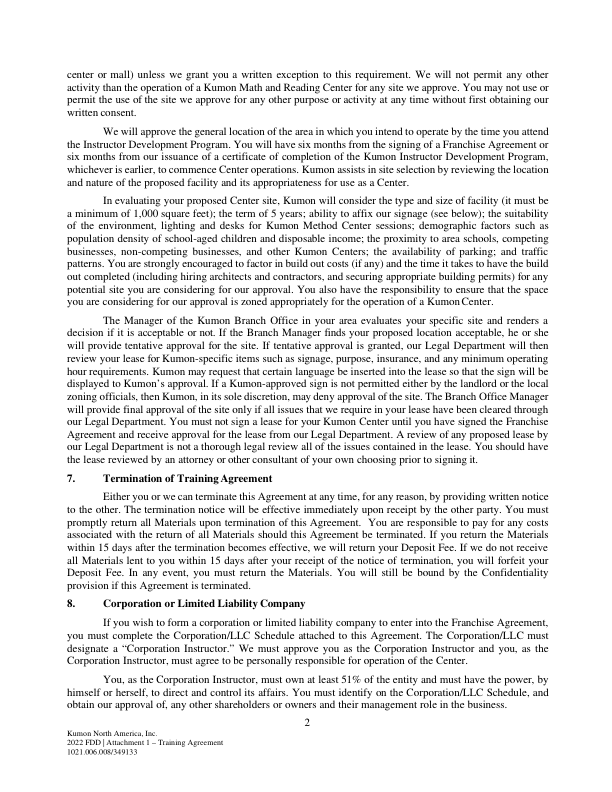 center or mall) unless we grant you a written exception to this requirement. We will not permit any other
activity than the operation of a Kumon Math and Reading Center for any site we approve. You may not use or
permit the use of the site we approve for any other purpose or activity at any time without first obtaining our
written consent.
We will approve the general location of the area in which you intend to operate by the time you attend
the Instructor Development Program. You will have six months from the signing of a Franchise Agreement or
six months from our issuance of a certificate of completion of the Kumon Instructor Development Program,
whichever is earlier, to commence Center operations. Kumon assists in site selection by reviewing the location
and nature of the proposed facility and its appropriateness for use as a Center.
In evaluating your proposed Center site, Kumon will consider the type and size of facility (it must be
a minimum of 1,000 square feet); the term of 5 years; ability to affix our signage (see below); the suitability
of the environment, lighting and desks for Kumon Method Center sessions; demographic factors such as
population density of school-aged children and disposable income; the proximity to area schools, competing
businesses, non-competing businesses, and other Kumon Centers; the availability of parking; and traffic
patterns. You are strongly encouraged to factor in build out costs (if any) and the time it takes to have the build
out completed (including hiring architects and contractors, and securing appropriate building permits) for any
potential site you are considering for our approval. You also have the responsibility to ensure that the space
you are considering for our approval is zoned appropriately for the operation of a Kumon Center.
The Manager of the Kumon Branch Office in your area evaluates your specific site and renders a
decision if it is acceptable or not. If the Branch Manager finds your proposed location acceptable, he or she
will provide tentative approval for the site. If tentative approval is granted, our Legal Department will then
review your lease for Kumon-specific items such as signage, purpose, insurance, and any minimum operating
hour requirements. Kumon may request that certain language be inserted into the lease so that the sign will be
displayed to Kumon's approval. If a Kumon-approved sign is not permitted either by the landlord or the local
zoning officials, then Kumon, in its sole discretion, may deny approval of the site. The Branch Office Manager
will provide final approval of the site only if all issues that we require in your lease have been cleared through
our Legal Department. You must not sign a lease for your Kumon Center until you have signed the Franchise
Agreement and receive approval for the lease from our Legal Department. A review of any proposed lease by
our Legal Department is not a thorough legal review all of the issues contained in the lease. You should have
the lease reviewed by an attorney or other consultant of your own choosing prior to signing it.
7. Termination of Training Agreement
Either you or we can terminate this Agreement at any time, for any reason, by providing written notice
to the other. The termination notice will be effective immediately upon receipt by the other party. You must
promptly return all Materials upon termination of this Agreement. You are responsible to pay for any costs
associated with the return of all Materials should this Agreement be terminated. If you return the Materials
within 15 days after the termination becomes effective, we will return your Deposit Fee. If we do not receive
all Materials lent to you within 15 days after your receipt of the notice of termination, you will forfeit your
Deposit Fee. In any event, you must return the Materials. You will still be bound by the Confidentiality
provision if this Agreement is terminated.
8. Corporation or Limited Liability Company
If you wish to form a corporation or limited liability company to enter into the Franchise Agreement,
you must complete the Corporation/LLC Schedule attached to this Agreement. The Corporation/LLC must
designate a “Corporation Instructor.” We must approve you as the Corporation Instructor and you, as the
Corporation Instructor, must agree to be personally responsible for operation of the Center.
You, as the Corporation Instructor, must own at least 51% of the entity and must have the power, by
himself or herself, to direct and control its affairs. You must identify on the Corporation/LLC Schedule, and
obtain our approval of, any other shareholders or owners and their management role in the business.
2
Kumon North America, Inc.
2022 FDD | Attachment 1 – Training Agreement
1021.006.008/349133